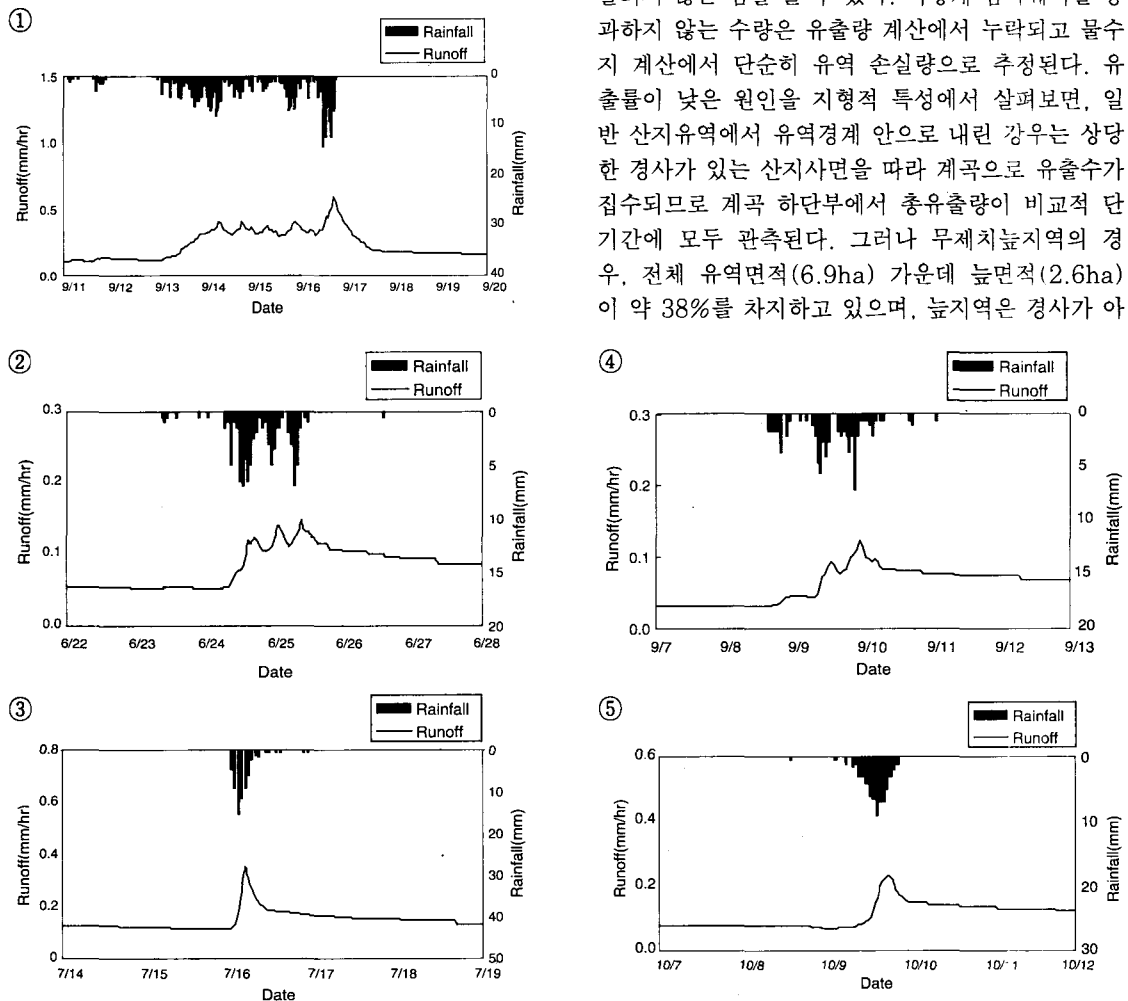 ①
Rainfall
Runoff
1.5
1.0
0.5
0.0
Runoff(mm/hr)
0
10
20
30
40
Rainfall(mm)
9/11 9/12 9/13 9/14 9/15 9/16 9/17 9/18 9/19 9/20
Date
과하지 않는 수량은 유출량 계산에서 누락되고 물수
지 계산에서 단순히 유역 손실량으로 추정된다. 유
출률이 낮은 원인을 지형적 특성에서 살펴보면, 일
반 산지유역에서 유역경계 안으로 내린 강우는 상당
한 경사가 있는 산지사면을 따라 계곡으로 유출수가
집수되므로 계곡 하단부에서 총유출량이 비교적 단
기간에 모두 관측된다. 그러나 무제치늪지역의 경
우, 전체 유역면적(6.9ha) 가운데 늪면적(2.6ha)
이 약 38%를 차지하고 있으며, 늪지역은 경사가 아
②
Rainfall
Runoff
0.3
0.2
0.1
0.0
Runoff(mm/hr)
0
5
10
15
20
Rainfall(mm)
6/22 6/23 6/24 6/25 6/26 6/27 6/28
Date
④
Rainfall
Runoff
0.3
0.2
0.1
0.0
Runoff(mm/hr)
0
5
10
15
20
Rainfall(mm)
9/7 9/8 9/9 9/10 9/11 9/12 9/13
Date
③
Rainfall
Runoff
0.8
0.6
0.4
0.2
0
Runoff(mm/hr)
0
10
20
30
40
50
Rainfall(mm)
7/14 7/15 7/16 7/17 7/18 7/19
Date
⑤
Rainfall
Runoff
0.6
0.4
0.2
0.0
Runoff(mm/hr)
0
10
20
30
Rainfall(mm)
10/7 10/8 10/9 10/10 10/12
Date